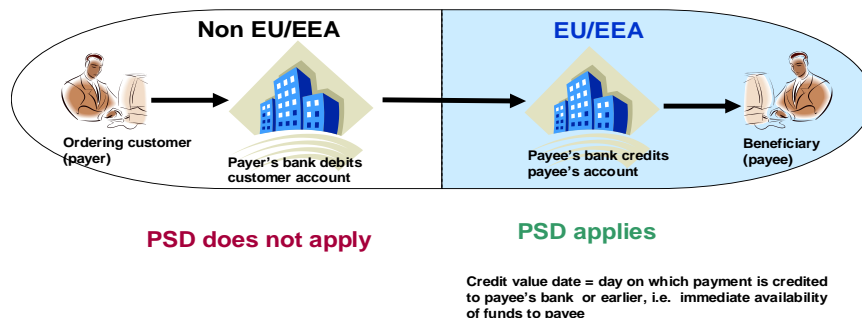 Non EU/EEA
EU/EEA
Ordering customer
(payer)
Payer's bank debits
customer account
Payee's bank credits
payee's account
Beneficiary
(payee)
PSD does not apply
PSD applies
Credit value date = day on which payment is credited
to payee's bank or earlier, i.e. immediate availability
of funds to payee